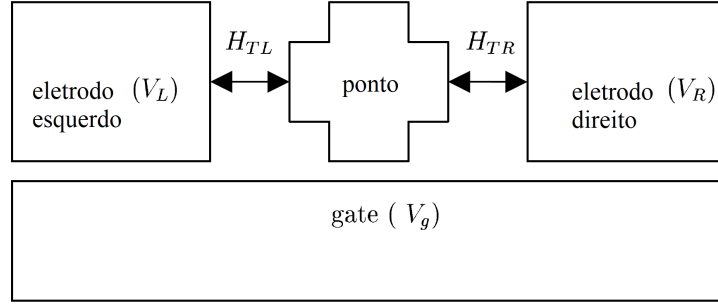 H_{TL}
H_{TR}
eletrodo (V_L)
esquerdo
ponto
eletrodo (V_R)
direito
gate ( V_g)